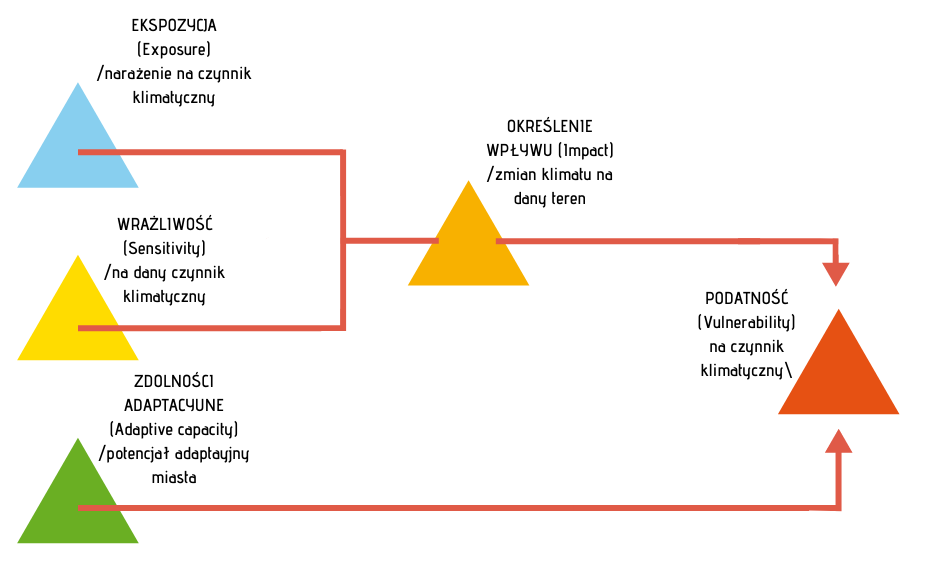 EKSPOZYCJA
(Exposure)
/narażenie na czynnik
klimatyczny
OKREŚLENIE
WPŁYWU (Impact)
/zmian klimatu na
dany teren
WRAŻLIWOŚĆ
(Sensitivity)
/na dany czynnik
klimatyczny
PODATNOŚĆ
(Vulnerability)
na czynnik
klimatyczny\
ZDOLNOŚCI
ADAPTACYJNE
(Adaptive capacity)
/potencjał adaptayjny
miasta